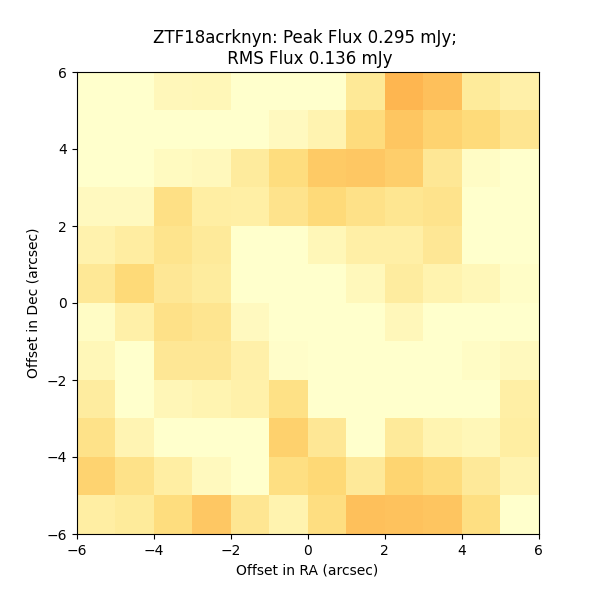 ZTF18acrknyn: Peak Flux 0.295 mJy;
RMS Flux 0.136 mJy
6
4
2
0
−2
−4
−6
Offset in Dec (arcsec)
−6 −4 −2 0 2 4 6
Offset in RA (arcsec)